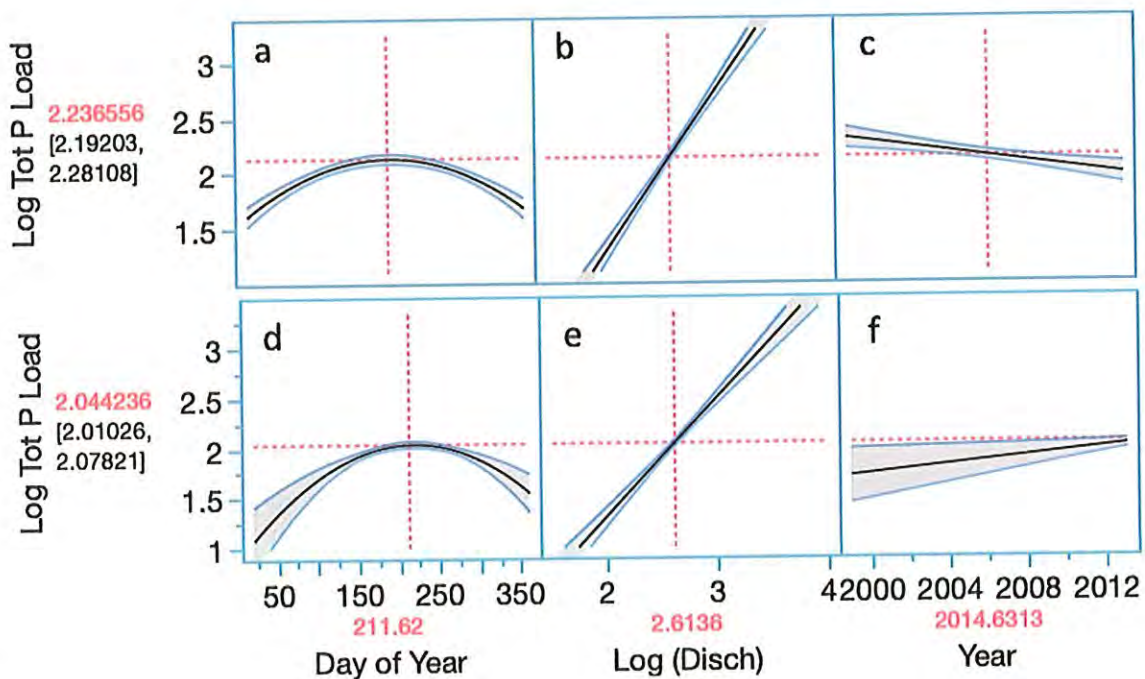 a
b
c
Log Tot P Load
2.236556
[2.19203,
2.28108]
3
2.5
2
1.5
d
e
f
Log Tot P Load
2.044236
[2.01026,
2.07821]
3
2.5
2
1.5
1
50 150 250 350
2 3 4
2000 2004 2008 2012
211.62
2.6136
2014.6313
Day of Year
Log (Disch)
Year